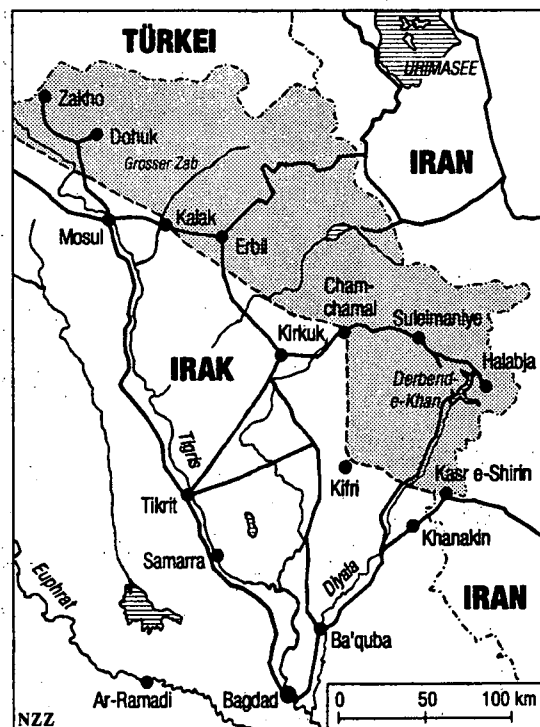 TÜRKEI
URIMASEE
Zakho
Dohuk
Grosser Zab
IRAN
Mosul
Kalak
Erbil
Cham-
chamal
Kirkuk
Suleimaniye
IRAK
Halabja
Derbend-
e-Khan
Tigris
Kifri
Kasr e-Shirin
Tikrit
Khanakin
Samarra
Diyala
Euphrat
IRAN
Ba'quba
Ar-Ramadi
Bagdad
NZZ
0 50 100 km